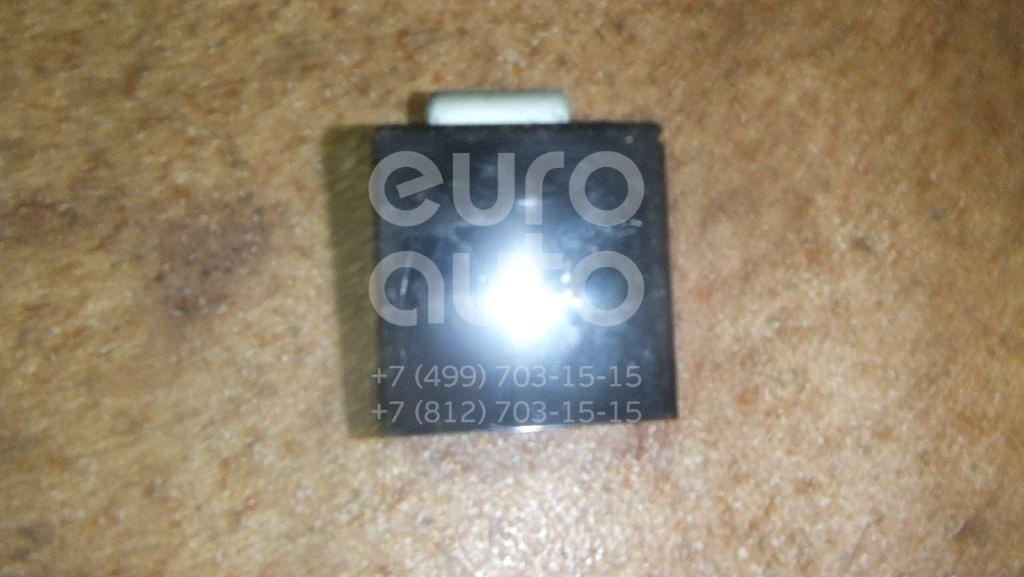 euro
auto
+7 (499) 703-15-15
+7 (812) 703-15-15